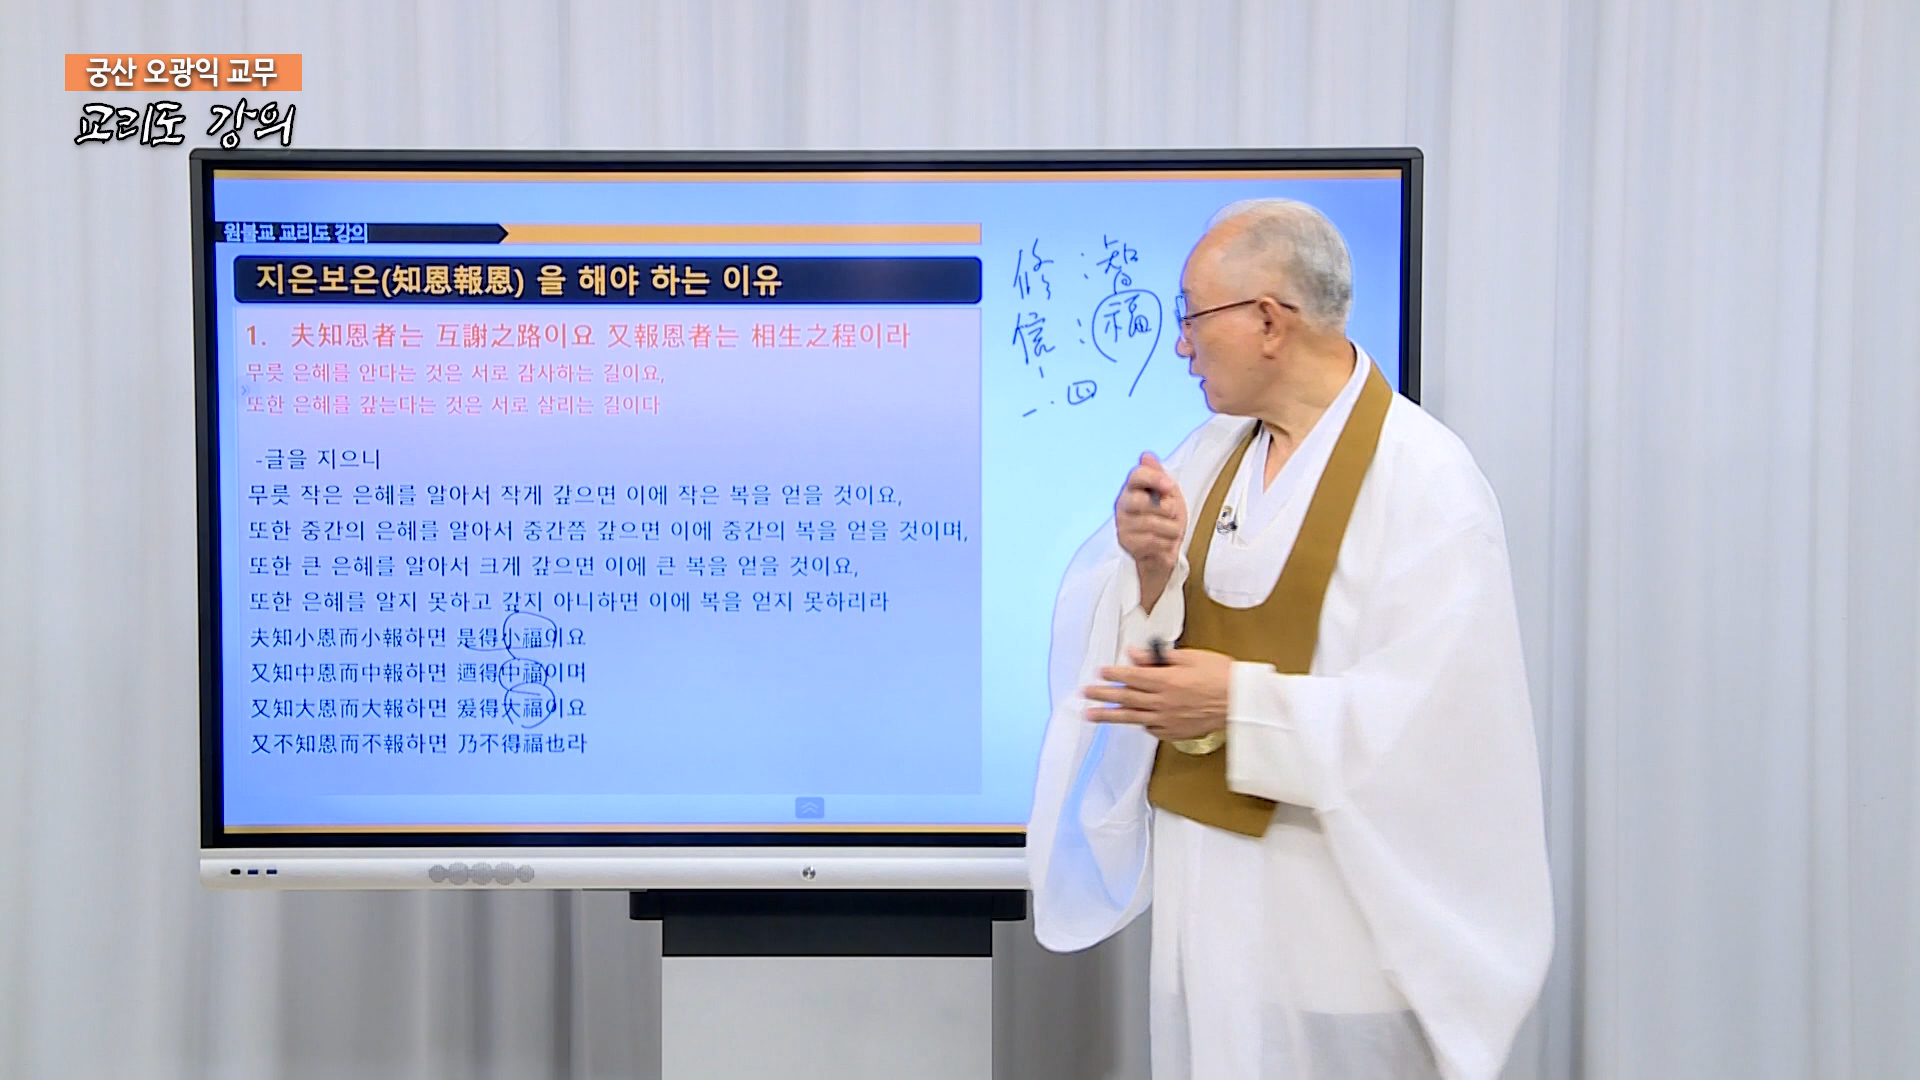 궁산 오광익 교무
교리도 강의
원불교 교리도 강의
지은보은(知恩報恩) 을 해야 하는 이유
1. 夫知恩者는 互謝之路이요 又報恩者는 相生之程이라
무릇 은혜를 안다는 것은 서로 감사하는 길이요,
또한 은혜를 갚는다는 것은 서로 살리는 길이다
-글을 지으니
무릇 작은 은혜를 알아서 작게 갚으면 이에 작은 복을 얻을 것이요,
또한 중간의 은혜를 알아서 중간쯤 갚으면 이에 중간의 복을 얻을 것이며,
또한 큰 은혜를 알아서 크게 갚으면 이에 큰 복을 얻을 것이요,
또한 은혜를 알지 못하고 갚지 아니하면 이에 복을 얻지 못하리라
夫知小恩而小報하면 是得小福이요
又知中恩而中報하면 逎得中福이며
又知大恩而大報하면 爰得大福이요
又不知恩而不報하면 乃不得福也라
修 : 智
信 : 福
一 . 四